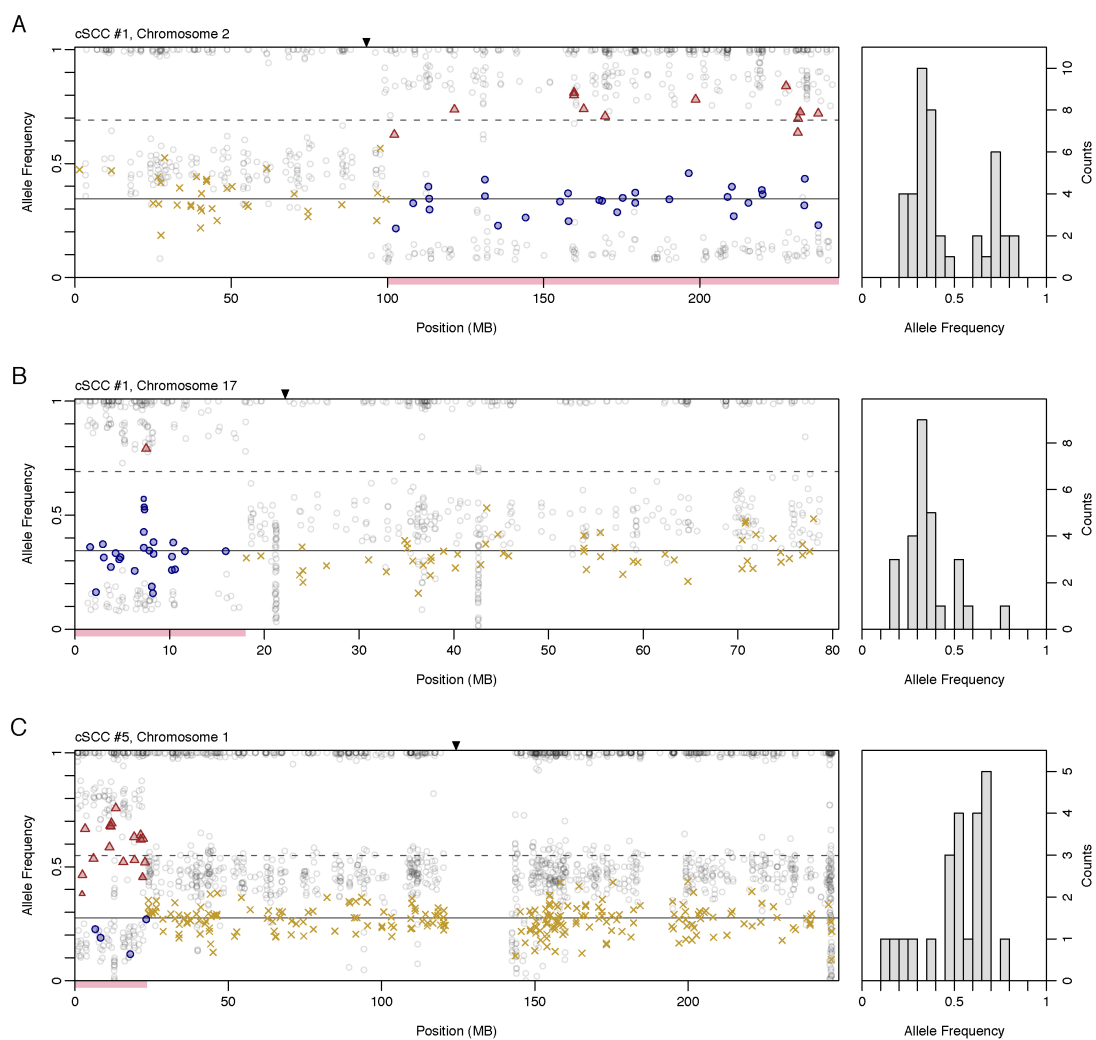 A
cSCC #1, Chromosome 2
Allele Frequency
0 0.5 1
0 50 100 150 200
Position (MB)
0 0.5 1
Allele Frequency
0 2 4 6 8 10
Counts
B
cSCC #1, Chromosome 17
Allele Frequency
0 0.5 1
0 10 20 30 40 50 60 70 80
Position (MB)
0 0.5 1
Allele Frequency
0 2 4 6 8
Counts
C
cSCC #5, Chromosome 1
Allele Frequency
0 0.5 1
0 50 100 150 200
Position (MB)
0 0.5 1
Allele Frequency
0 1 2 3 4 5
Counts